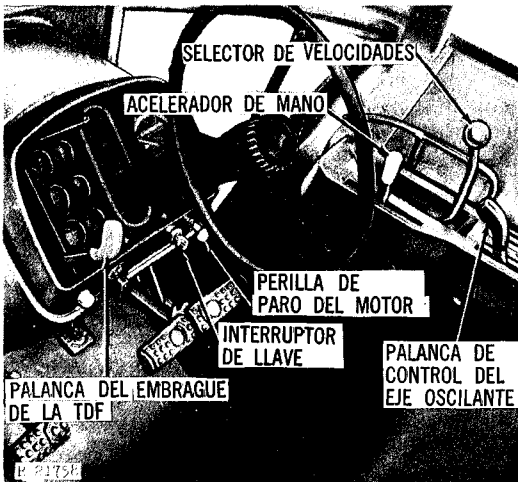 SELECTOR DE VELOCIDADES
ACELERADOR DE MANO
PERILLA DE
PARO DEL MOTOR
INTERRUPTOR
DE LLAVE
PALANCA DE
CONTROL DEL
EJE OSCILANTE
PALANCA DEL EMBRAGUE
DE LA TDF
R 21758